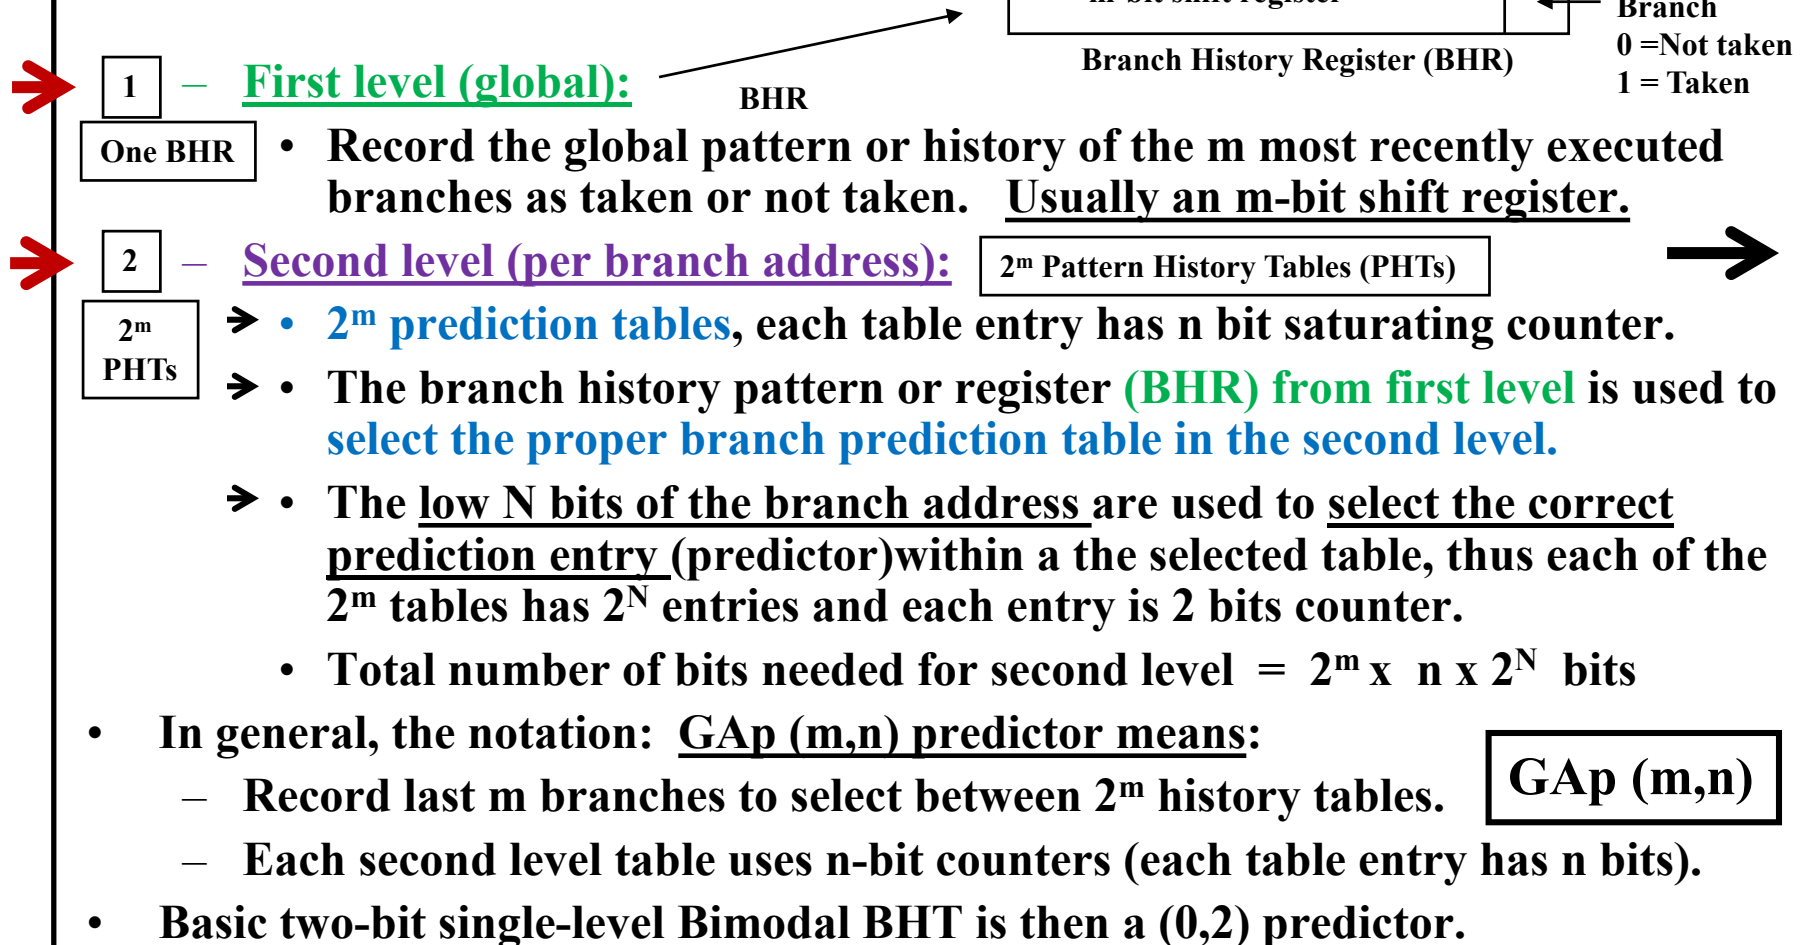 m-bit shift register
Branch
0 =Not taken
1 = Taken
Branch History Register (BHR)
1 – First level (global):
BHR
One BHR
• Record the global pattern or history of the m most recently executed
branches as taken or not taken. Usually an m-bit shift register.
2 – Second level (per branch address):
2ᵐ Pattern History Tables (PHTs)
2ᵐ
PHTs
• 2ᵐ prediction tables, each table entry has n bit saturating counter.
• The branch history pattern or register (BHR) from first level is used to
select the proper branch prediction table in the second level.
• The low N bits of the branch address are used to select the correct
prediction entry (predictor)within a the selected table, thus each of the
2ᵐ tables has 2ᴺ entries and each entry is 2 bits counter.
• Total number of bits needed for second level = 2ᵐ x n x 2ᴺ bits
• In general, the notation: GAp (m,n) predictor means:
GAp (m,n)
– Record last m branches to select between 2ᵐ history tables.
– Each second level table uses n-bit counters (each table entry has n bits).
• Basic two-bit single-level Bimodal BHT is then a (0,2) predictor.